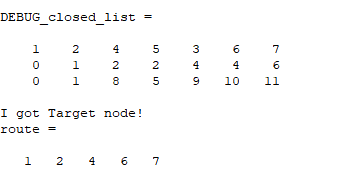 DEBUG_closed_list =
1 2 4 5 3 6 7
0 1 2 2 4 4 6
0 1 8 5 9 10 11
I got Target node!
route =
1 2 4 6 7